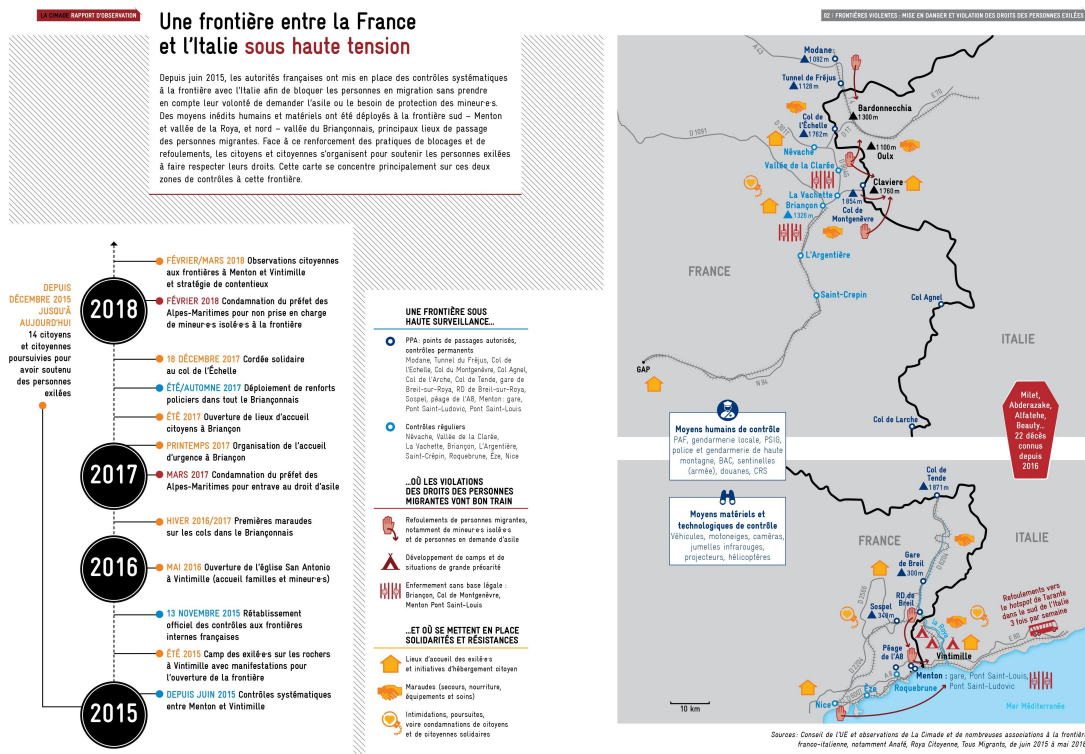 LA CIMADE RAPPORT D'OBSERVATION
Une frontière entre la France
et l'Italie sous haute tension
Depuis juin 2015, les autorités françaises ont mis en place des contrôles systématiques
à la frontière avec l'Italie afin de bloquer les personnes en migration sans prendre
en compte leur volonté de demander l'asile ou le besoin de protection des mineur·e·s.
Des moyens inédits humains et matériels ont été déployés à la frontière sud – Menton
et vallée de la Roya, et nord – vallée du Briançonnais, principaux lieux de passage
des personnes migrantes. Face à ce renforcement des pratiques de blocages et de
refoulements, les citoyens et citoyennes s'organisent pour soutenir les personnes exilées
à faire respecter leurs droits. Cette carte se concentre principalement sur ces deux
zones de contrôles à cette frontière.
DEPUIS
DÉCEMBRE 2015
JUSQU'À
AUJOURD'HUI
14 citoyens
et citoyennes
poursuivies pour
avoir soutenu
des personnes
exilées
2018
FÉVRIER/MARS 2018 Observations citoyennes
aux frontières à Menton et Vintimille
et stratégie de contentieux
FÉVRIER 2018 Condamnation du préfet des
Alpes-Maritimes pour non prise en charge
de mineur·e·s isolé·e·s à la frontière
18 DÉCEMBRE 2017 Cordée solidaire
au col de l'Échelle
ÉTÉ/AUTOMNE 2017 Déploiement de renforts
policiers dans tout le Briançonnais
ÉTÉ 2017 Ouverture de lieux d'accueil
citoyens à Briançon
PRINTEMPS 2017 Organisation de l'accueil
d'urgence à Briançon
2017
MARS 2017 Condamnation du préfet des
Alpes-Maritimes pour entrave au droit d'asile
HIVER 2016/2017 Premières maraudes
sur les cols dans le Briançonnais
2016
MAI 2016 Ouverture de l'église San Antonio
à Vintimille (accueil familles et mineur·e·s)
13 NOVEMBRE 2015 Rétablissement
officiel des contrôles aux frontières
internes françaises
ÉTÉ 2015 Camp des exilé·e·s sur les rochers
à Vintimille avec manifestations pour
l'ouverture de la frontière
2015
DEPUIS JUIN 2015 Contrôles systématiques
entre Menton et Vintimille
UNE FRONTIÈRE SOUS
HAUTE SURVEILLANCE...
PPA : points de passages autorisés,
contrôles permanents
Modane, Tunnel du Fréjus, Col de
l'Echelle, Col du Montgenèvre, Col Agnel,
Col de l'Arche, Col de Tende, gare de
Breil-sur-Roya, RD de Breil-sur-Roya,
Sospel, péage de l'A8, Menton : gare,
Pont Saint-Ludovic, Pont Saint-Louis
Contrôles réguliers
Névache, Vallée de la Clarée,
La Vachette, Briançon, L'Argentière,
Saint-Crépin, Roquebrune, Èze, Nice
...OÙ LES VIOLATIONS
DES DROITS DES PERSONNES
MIGRANTES VONT BON TRAIN
Refoulements de personnes migrantes,
notamment de mineur·e·s isolé·e·s
et de personnes en demande d'asile
Développement de camps et de
situations de grande précarité
Enfermement sans base légale :
Briançon, Col de Montgenèvre,
Menton Pont Saint-Louis
...ET OÙ SE METTENT EN PLACE
SOLIDARITÉS ET RÉSISTANCES
Lieux d'accueil des exilé·e·s
et initiatives d'hébergement citoyen
Maraudes (secours, nourriture,
équipements et soins)
Intimidations, poursuites,
voire condamnations de citoyens
et de citoyennes solidaires
02 | FRONTIÈRES VIOLENTES : MISE EN DANGER ET VIOLATION DES DROITS DES PERSONNES EXILÉES
A 43
Modane
1 092 m
Tunnel de Fréjus
1 128 m
E 70
Bardonnecchia
1 300 m
Col de
l'Échelle
1 762 m
D 1091
D 301T
D 1T
1 100 m
Oulx
Névache
Vallée de la Clarée
Claviere
1 760 m
La Vachette
Briançon
1 326 m
1 854 m
Col de
Montgenèvre
L'Argentière
FRANCE
Saint-Crepin
Col Agnel
ITALIE
GAP
N 94
Col de Larche
Moyens humains de contrôle
PAF, gendarmerie locale, PSIG,
police et gendarmerie de haute
montagne, BAC, sentinelles
(armée), douanes, CRS
Moyens matériels et
technologiques de contrôle
Véhicules, motoneiges, caméras,
jumelles infrarouges,
projecteurs, hélicoptères
Milet,
Abderazake,
Alfatehe,
Beauty...
22 décès
connus
depuis
2016
Col de
Tende
1 871 m
FRANCE
ITALIE
D 6204
Gare
de Breil
300 m
D 2566
RD de
Breil
Sospel
349 m
la Roya
Refoulements vers
le hotspot de Tarante
dans le sud de l'Italie
3 fois par semaine
E 80
D 2204
Péage
de l'A8
Vintimille
Menton : gare, Pont Saint-Louis,
Pont Saint-Ludovic
A 8
Roquebrune
Èze
Nice
Mer Méditerranée
10 km
Sources : Conseil de l'UE et observations de La Cimade et de nombreuses associations à la frontière
franco-italienne, notamment Anafé, Roya Citoyenne, Tous Migrants, de juin 2015 à mai 2018